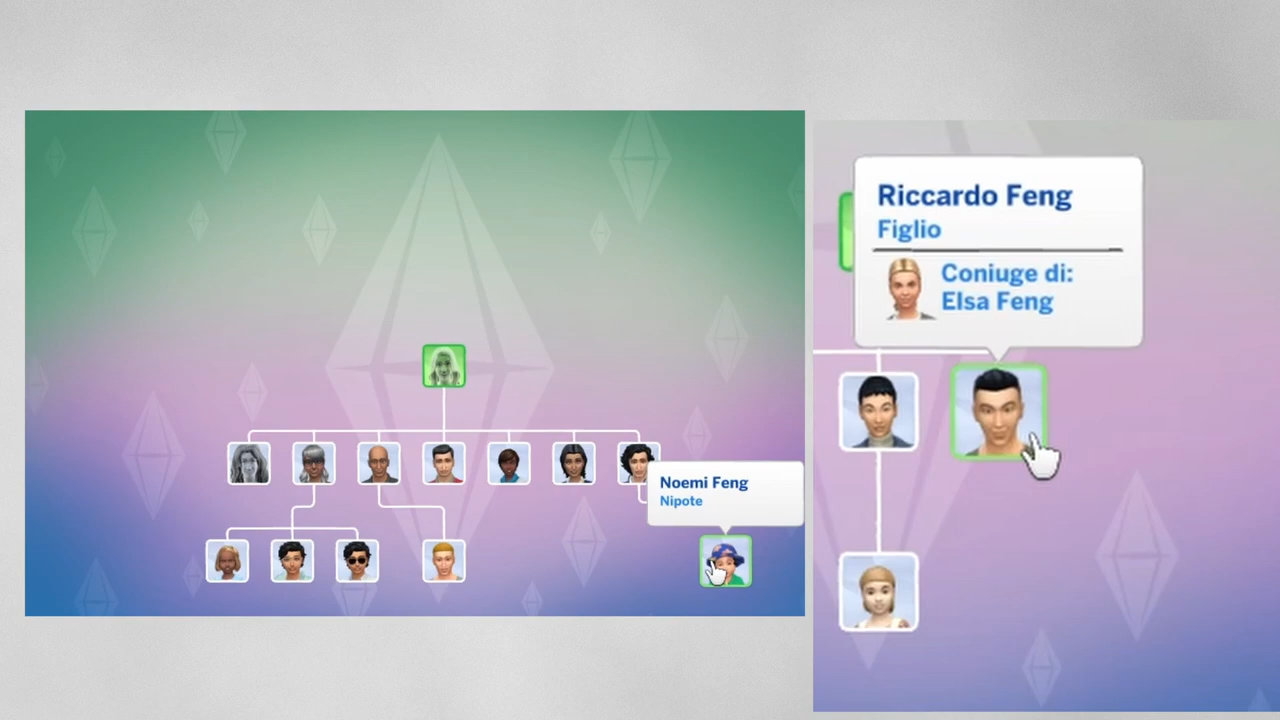 Noemi Feng
Nipote
Riccardo Feng
Figlio
Coniuge di:
Elsa Feng